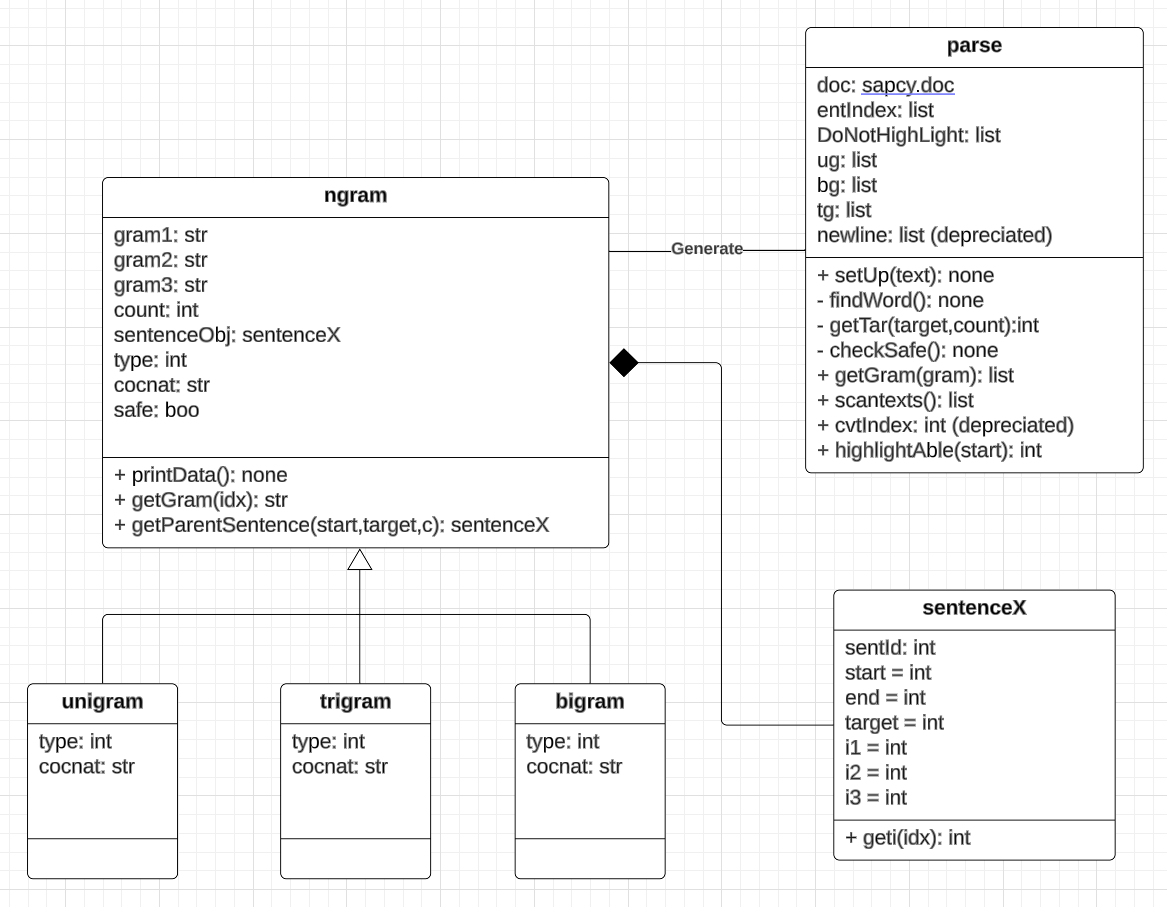 parse
doc: sapcy.doc
entIndex: list
DoNotHighLight: list
ug: list
bg: list
tg: list
newline: list (depreciated)
+ setUp(text): none
- findWord(): none
- getTar(target,count):int
- checkSafe(): none
+ getGram(gram): list
+ scantexts(): list
+ cvtIndex: int (depreciated)
+ highlightAble(start): int
ngram
gram1: str
gram2: str
gram3: str
count: int
sentenceObj: sentenceX
type: int
cocnat: str
safe: boo
+ printData(): none
+ getGram(idx): str
+ getParentSentence(start,target,c): sentenceX
Generate
unigram
type: int
cocnat: str
trigram
type: int
cocnat: str
bigram
type: int
cocnat: str
sentenceX
sentId: int
start = int
end = int
target = int
i1 = int
i2 = int
i3 = int
+ geti(idx): int